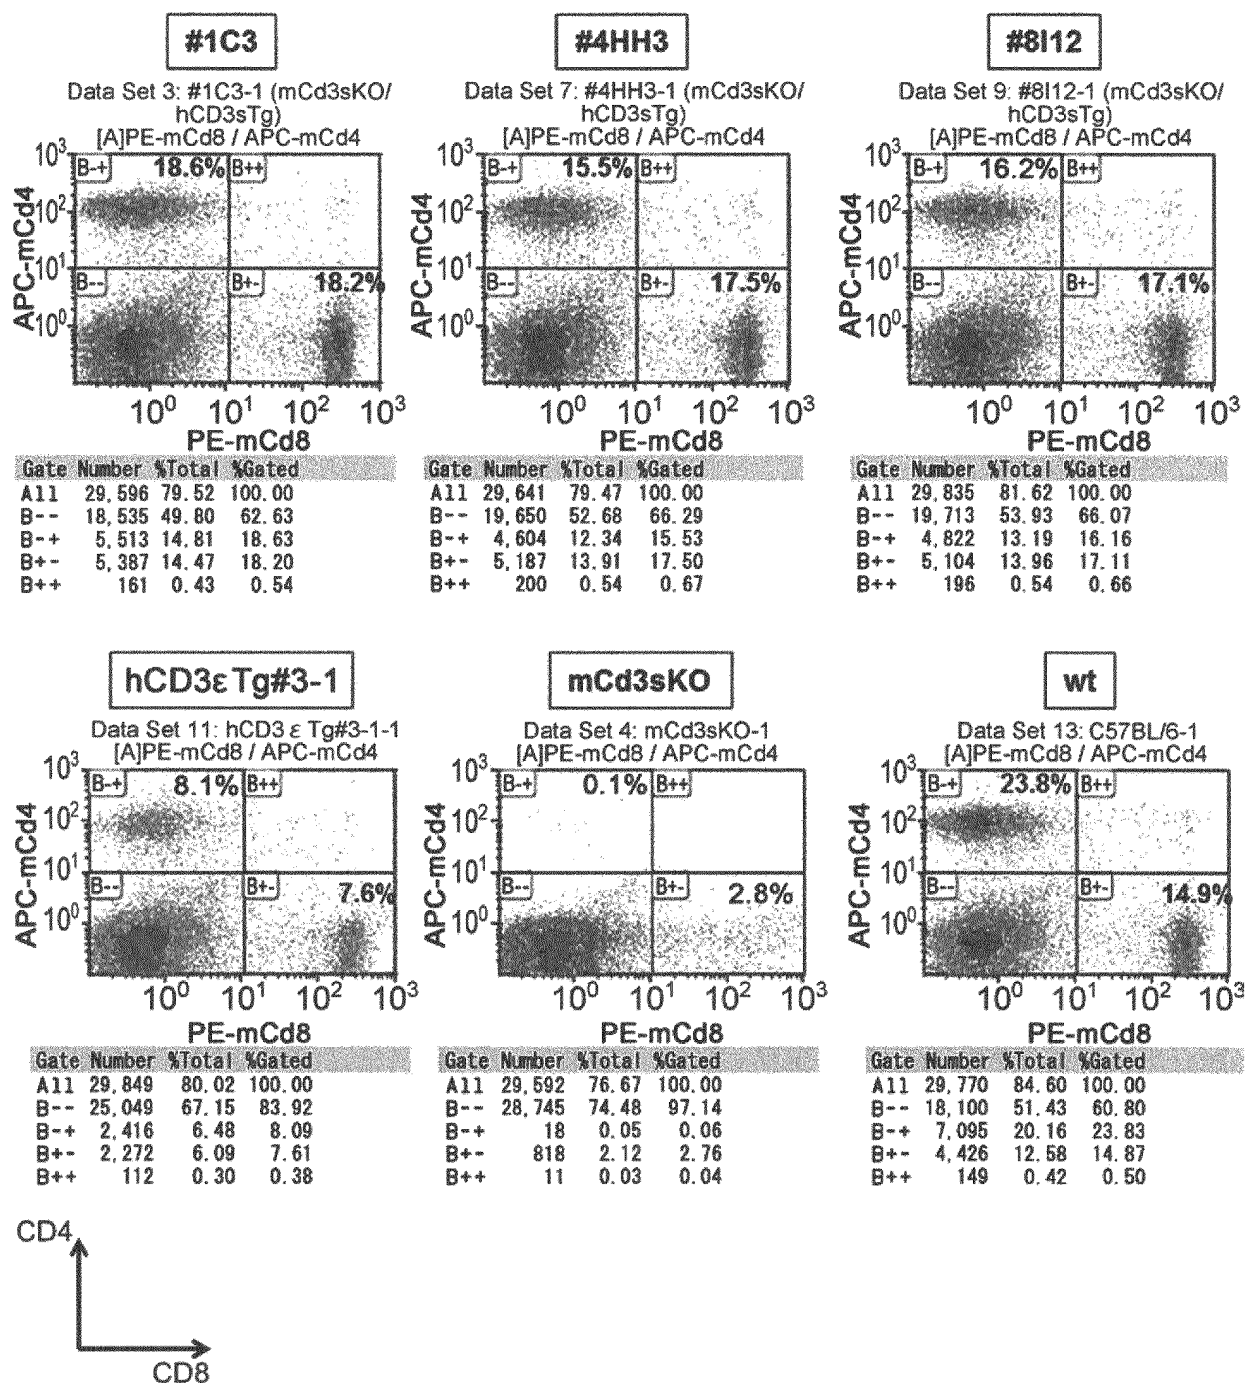 #1C3
Data Set 3: #1C3-1 (mCd3sKO/
hCD3sTg)
[A]PE-mCd8 / APC-mCd4
10³
10²
10¹
10⁰
APC-mCd4
B-+
18.6%
B++
B--
B+-
18.2%
10⁰ 10¹ 10² 10³
PE-mCd8
Gate Number %Total %Gated
All 29,596 79.52 100.00
B-- 18,535 49.80 62.63
B-+ 5,513 14.81 18.63
B+- 5,387 14.47 18.20
B++ 161 0.43 0.54
#4HH3
Data Set 7: #4HH3-1 (mCd3sKO/
hCD3sTg)
[A]PE-mCd8 / APC-mCd4
10³
10²
10¹
10⁰
APC-mCd4
B-+
15.5%
B++
B--
B+-
17.5%
10⁰ 10¹ 10² 10³
PE-mCd8
Gate Number %Total %Gated
All 29,641 79.47 100.00
B-- 19,650 52.68 66.29
B-+ 4,604 12.34 15.53
B+- 5,187 13.91 17.50
B++ 200 0.54 0.67
#8I12
Data Set 9: #8I12-1 (mCd3sKO/
hCD3sTg)
[A]PE-mCd8 / APC-mCd4
10³
10²
10¹
10⁰
APC-mCd4
B-+
16.2%
B++
B--
B+-
17.1%
10⁰ 10¹ 10² 10³
PE-mCd8
Gate Number %Total %Gated
All 29,835 81.62 100.00
B-- 19,713 53.93 66.07
B-+ 4,822 13.19 16.16
B+- 5,104 13.96 17.11
B++ 196 0.54 0.66
hCD3εTg#3-1
Data Set 11: hCD3 ε Tg#3-1-1
[A]PE-mCd8 / APC-mCd4
10³
10²
10¹
10⁰
APC-mCd4
B-+
8.1%
B++
B--
B+-
7.6%
10⁰ 10¹ 10² 10³
PE-mCd8
Gate Number %Total %Gated
All 29,849 80.02 100.00
B-- 25,049 67.15 83.92
B-+ 2,416 6.48 8.09
B+- 2,272 6.09 7.61
B++ 112 0.30 0.38
mCd3sKO
Data Set 4: mCd3sKO-1
[A]PE-mCd8 / APC-mCd4
10³
10²
10¹
10⁰
APC-mCd4
B-+
0.1%
B++
B--
B+-
2.8%
10⁰ 10¹ 10² 10³
PE-mCd8
Gate Number %Total %Gated
All 29,592 76.67 100.00
B-- 28,745 74.48 97.14
B-+ 18 0.05 0.06
B+- 818 2.12 2.76
B++ 11 0.03 0.04
wt
Data Set 13: C57BL/6-1
[A]PE-mCd8 / APC-mCd4
10³
10²
10¹
10⁰
APC-mCd4
B-+
23.8%
B++
B--
B+-
14.9%
10⁰ 10¹ 10² 10³
PE-mCd8
Gate Number %Total %Gated
All 29,770 84.60 100.00
B-- 18,100 51.43 60.80
B-+ 7,095 20.16 23.83
B+- 4,426 12.58 14.87
B++ 149 0.42 0.50
CD4
CD8